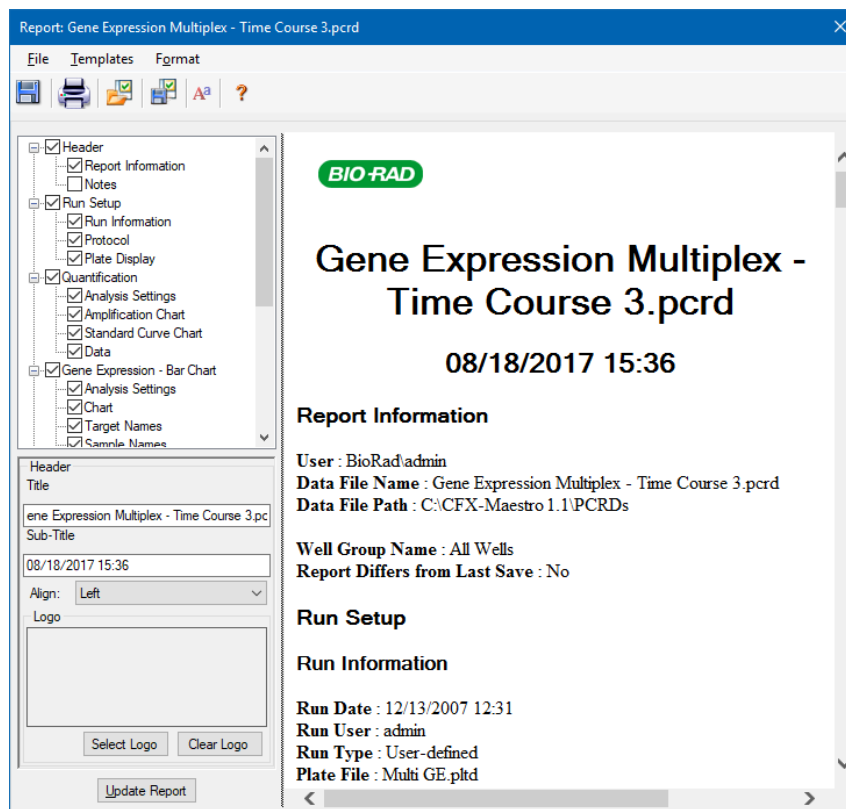 Report: Gene Expression Multiplex - Time Course 3.pcrd
File Templates Format
Aa ?
Header
Report Information
Notes
Run Setup
Run Information
Protocol
Plate Display
Quantification
Analysis Settings
Amplification Chart
Standard Curve Chart
Data
Gene Expression - Bar Chart
Analysis Settings
Chart
Target Names
Sample Names
Header
Title
ene Expression Multiplex - Time Course 3.pc
Sub-Title
08/18/2017 15:36
Align: Left
Logo
Select Logo Clear Logo
Update Report
BIO-RAD
Gene Expression Multiplex -
Time Course 3.pcrd
08/18/2017 15:36
Report Information
User : BioRad\admin
Data File Name : Gene Expression Multiplex - Time Course 3.pcrd
Data File Path : C:\CFX-Maestro 1.1\PCRDs
Well Group Name : All Wells
Report Differs from Last Save : No
Run Setup
Run Information
Run Date : 12/13/2007 12:31
Run User : admin
Run Type : User-defined
Plate File : Multi GE.pltd